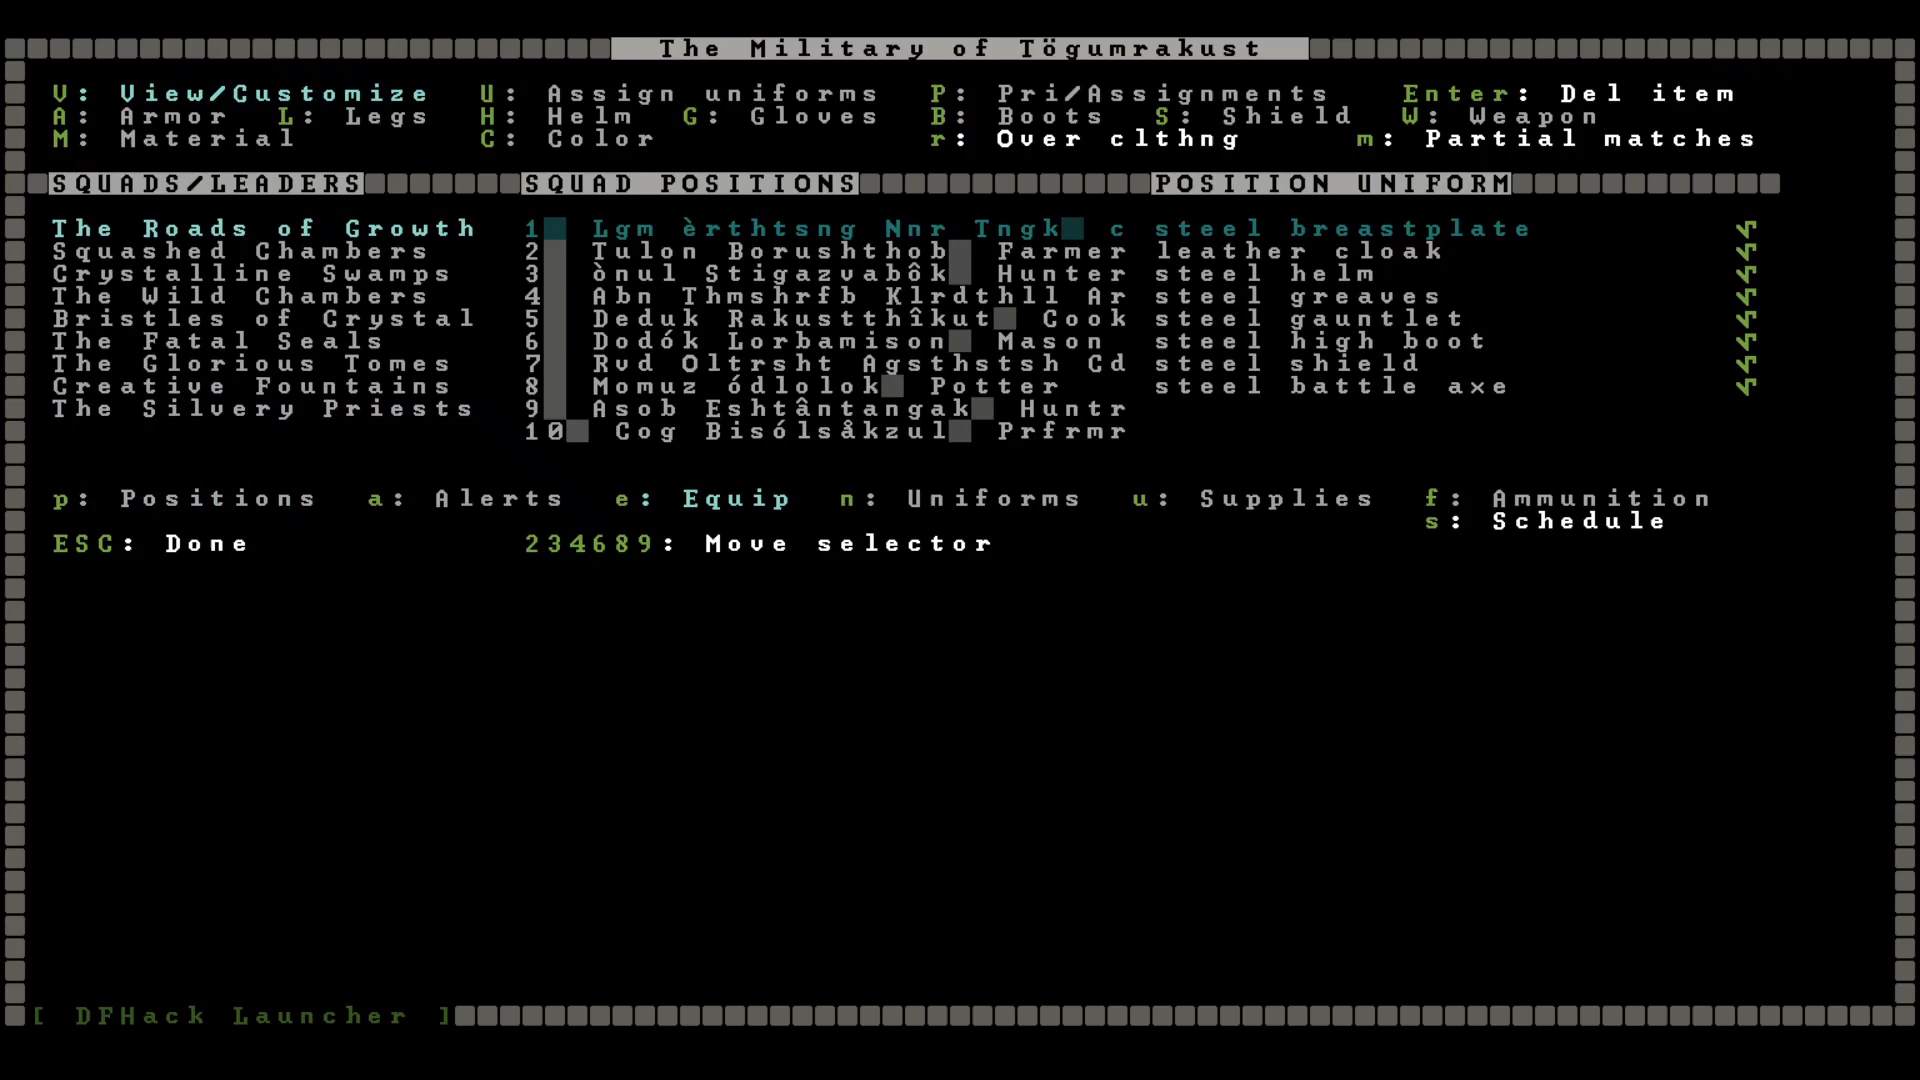 The Military of Tögumrakust
V: View/Customize U: Assign uniforms P: Pri/Assignments Enter: Del item
A: Armor L: Legs H: Helm G: Gloves B: Boots S: Shield W: Weapon
M: Material C: Color r: Over clthng m: Partial matches
SQUADS/LEADERS SQUAD POSITIONS POSITION UNIFORM
The Roads of Growth 1 Lgm èrthtsng Nnr Tngk c steel breastplate
Squashed Chambers 2 Tulon Borushthob Farmer leather cloak
Crystalline Swamps 3 ònul Stigazvabôk Hunter steel helm
The Wild Chambers 4 Abn Thmshrfb Klrdthll Ar steel greaves
Bristles of Crystal 5 Deduk Rakustthîkut Cook steel gauntlet
The Fatal Seals 6 Dodók Lorbamison Mason steel high boot
The Glorious Tomes 7 Rvd Oltrsht Agsthstsh Cd steel shield
Creative Fountains 8 Momuz ódlolok Potter steel battle axe
The Silvery Priests 9 Asob Eshtântangak Huntr
10 Cog Bisólsåkzul Prfrmr
p: Positions a: Alerts e: Equip n: Uniforms u: Supplies f: Ammunition
s: Schedule
ESC: Done 234689: Move selector
[ DFHack Launcher ]